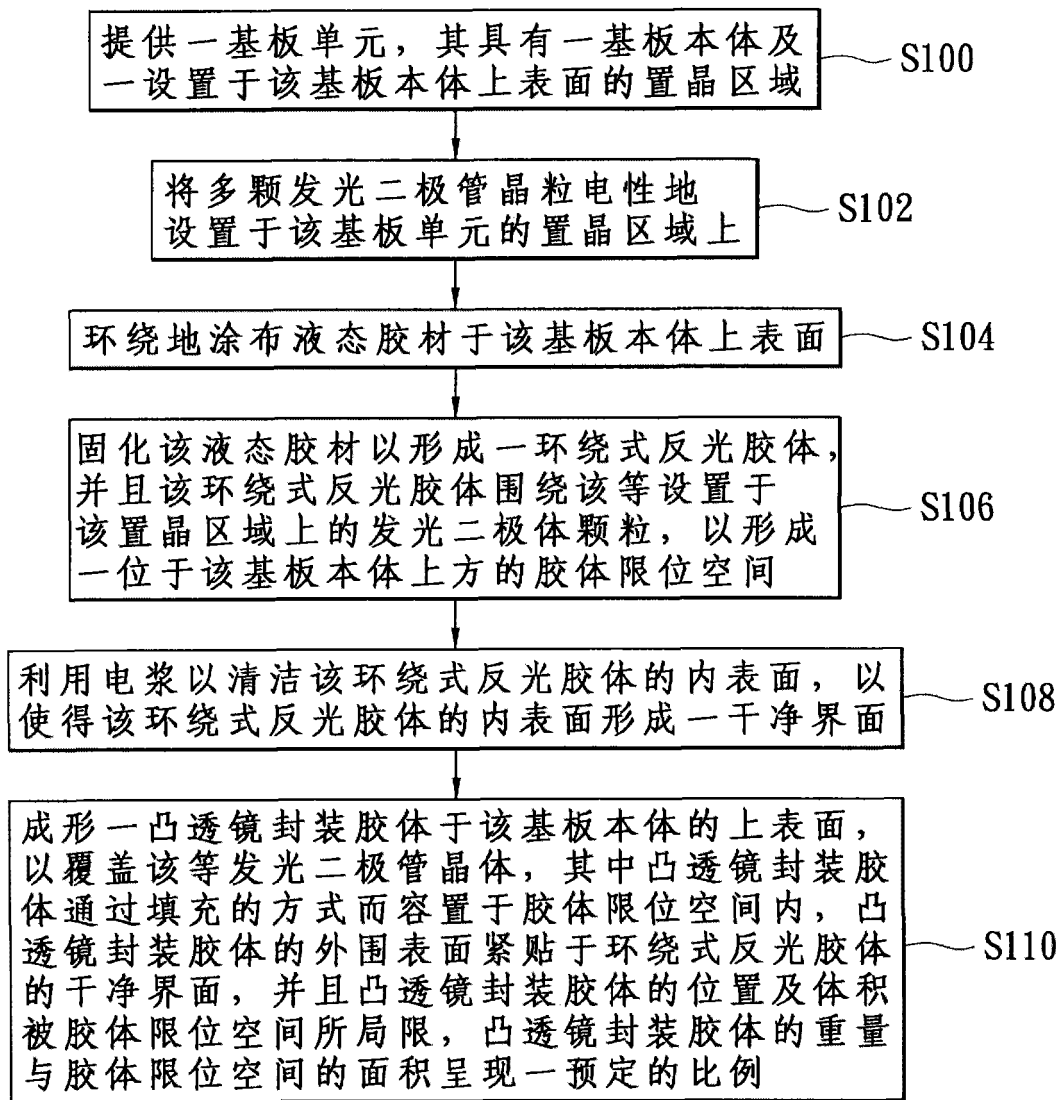 提供一基板单元，其具有一基板本体及
一设置于该基板本体上表面的置晶区域
S100
将多颗发光二极管晶粒电性地
设置于该基板单元的置晶区域上
S102
环绕地涂布液态胶材于该基板本体上表面
S104
固化该液态胶材以形成一环绕式反光胶体，
并且该环绕式反光胶体围绕该等设置于
该置晶区域上的发光二极体颗粒，以形成
一位于该基板本体上方的胶体限位空间
S106
利用电浆以清洁该环绕式反光胶体的内表面，以
使得该环绕式反光胶体的内表面形成一干净界面
S108
成形一凸透镜封装胶体于该基板本体的上表面，
以覆盖该等发光二极管晶体，其中凸透镜封装胶
体通过填充的方式而容置于胶体限位空间内，凸
透镜封装胶体的外围表面紧贴于环绕式反光胶体
的干净界面，并且凸透镜封装胶体的位置及体积
被胶体限位空间所局限，凸透镜封装胶体的重量
与胶体限位空间的面积呈现一预定的比例
S110